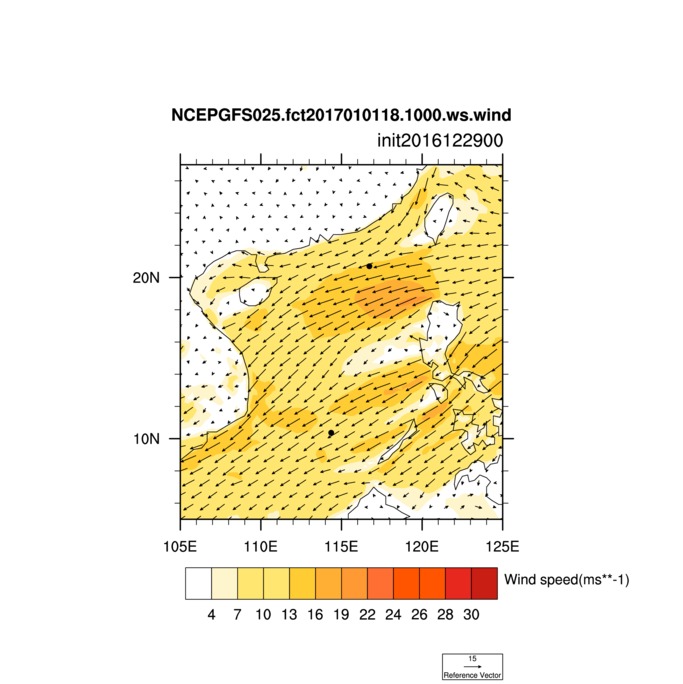 NCEPGFS025.fct2017010118.1000.ws.wind
init2016122900
20N
10N
105E 110E 115E 120E 125E
Wind speed(ms**-1)
4 7 10 13 16 19 22 24 26 28 30
15
Reference Vector